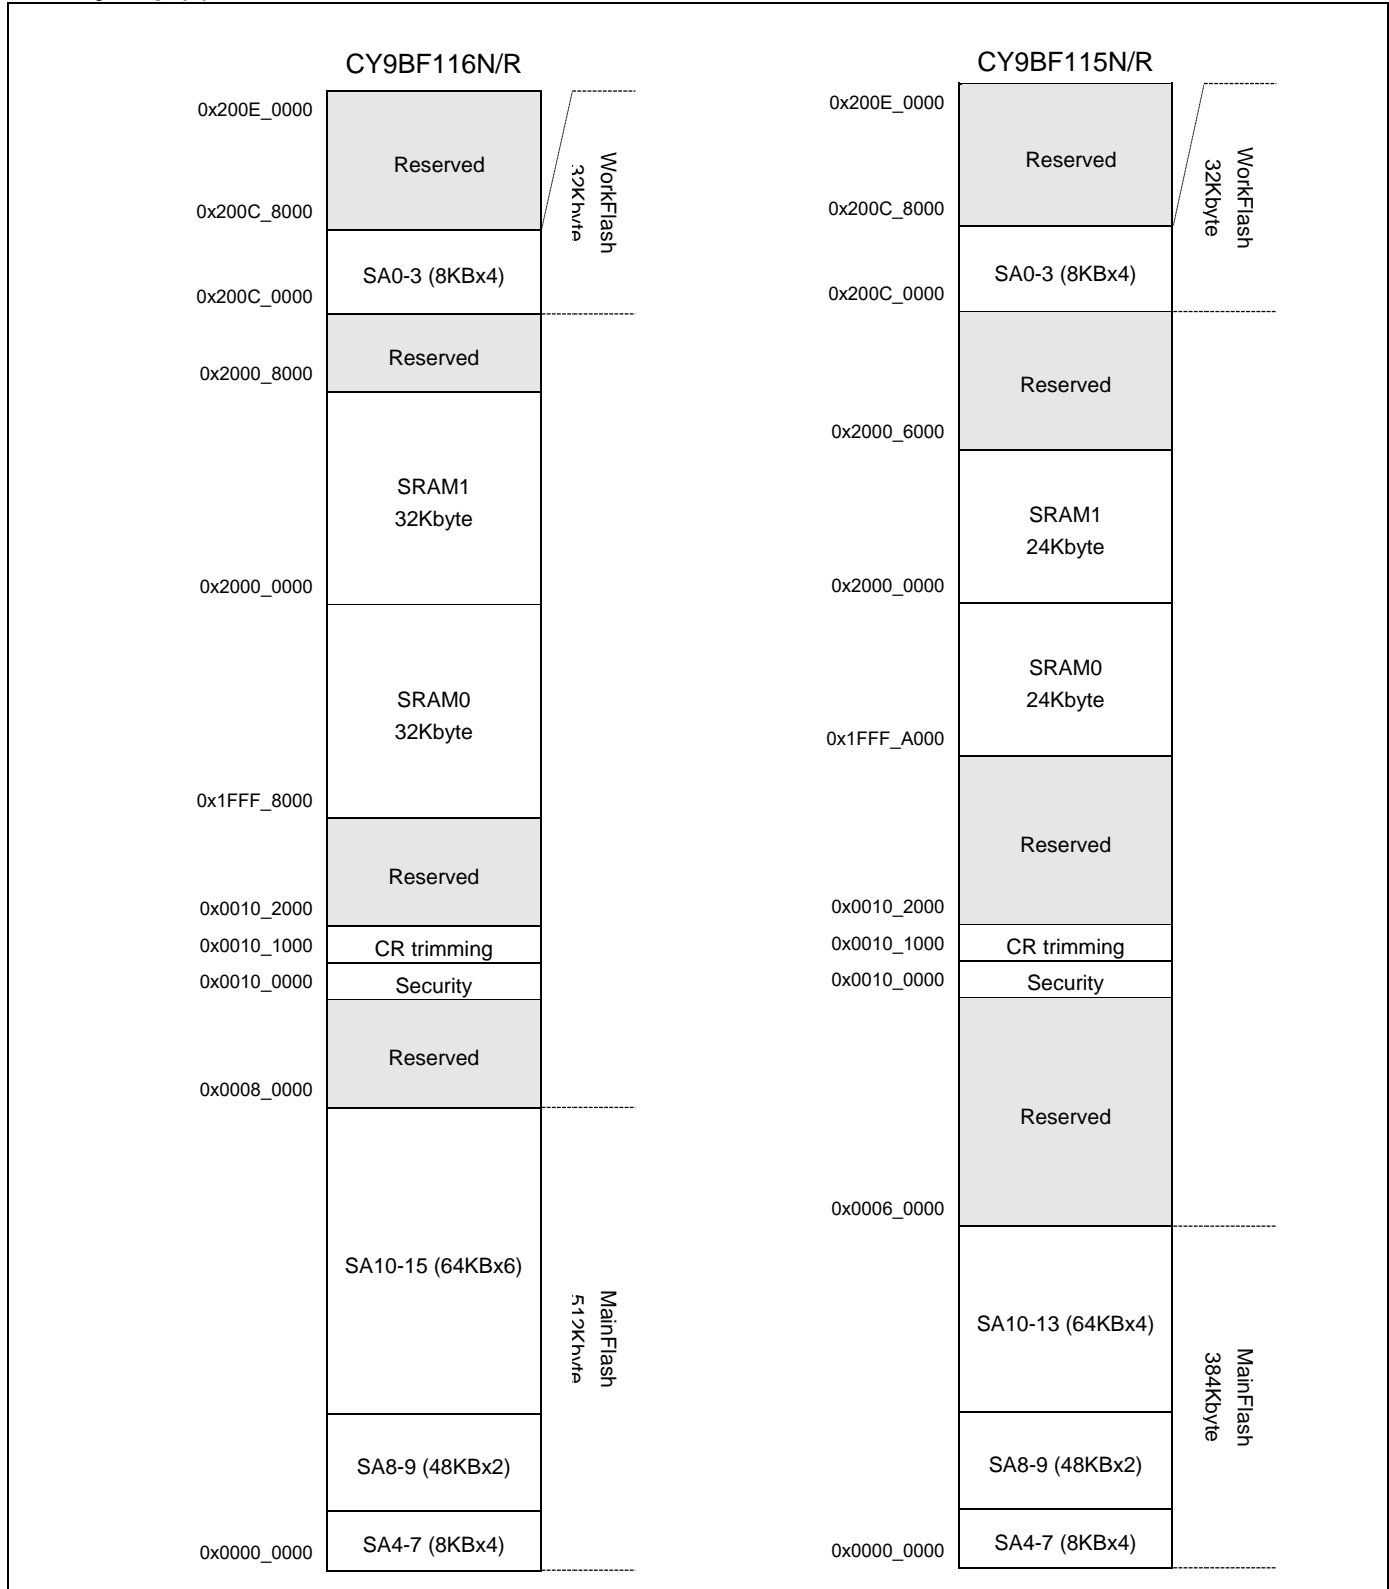 CY9BF116N/R
0x200E_0000
Reserved
WorkFlash
32Kbyte
0x200C_8000
SA0-3 (8KBx4)
0x200C_0000
Reserved
0x2000_8000
SRAM1
32Kbyte
0x2000_0000
SRAM0
32Kbyte
0x1FFF_8000
Reserved
0x0010_2000
0x0010_1000
CR trimming
0x0010_0000
Security
Reserved
0x0008_0000
SA10-15 (64KBx6)
MainFlash
512Kbyte
SA8-9 (48KBx2)
SA4-7 (8KBx4)
0x0000_0000
CY9BF115N/R
0x200E_0000
Reserved
WorkFlash
32Kbyte
0x200C_8000
SA0-3 (8KBx4)
0x200C_0000
Reserved
0x2000_6000
SRAM1
24Kbyte
0x2000_0000
SRAM0
24Kbyte
0x1FFF_A000
Reserved
0x0010_2000
0x0010_1000
CR trimming
0x0010_0000
Security
Reserved
0x0006_0000
SA10-13 (64KBx4)
MainFlash
384Kbyte
SA8-9 (48KBx2)
SA4-7 (8KBx4)
0x0000_0000